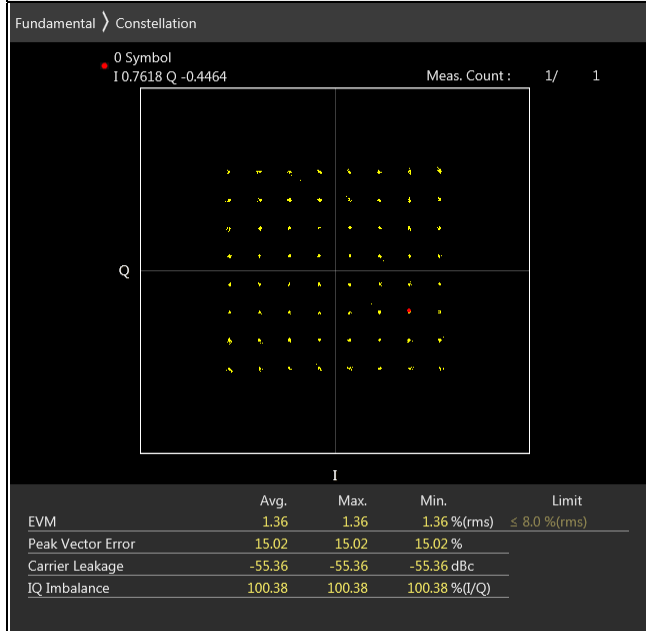 Fundamental 》 Constellation
0 Symbol
I 0.7618 Q -0.4464
Meas. Count : 1/ 1
Q
I
Avg. Max. Min. Limit
EVM 1.36 1.36 1.36 %(rms) ≤ 8.0 %(rms)
Peak Vector Error 15.02 15.02 15.02 %
Carrier Leakage -55.36 -55.36 -55.36 dBc
IQ Imbalance 100.38 100.38 100.38 %(I/Q)